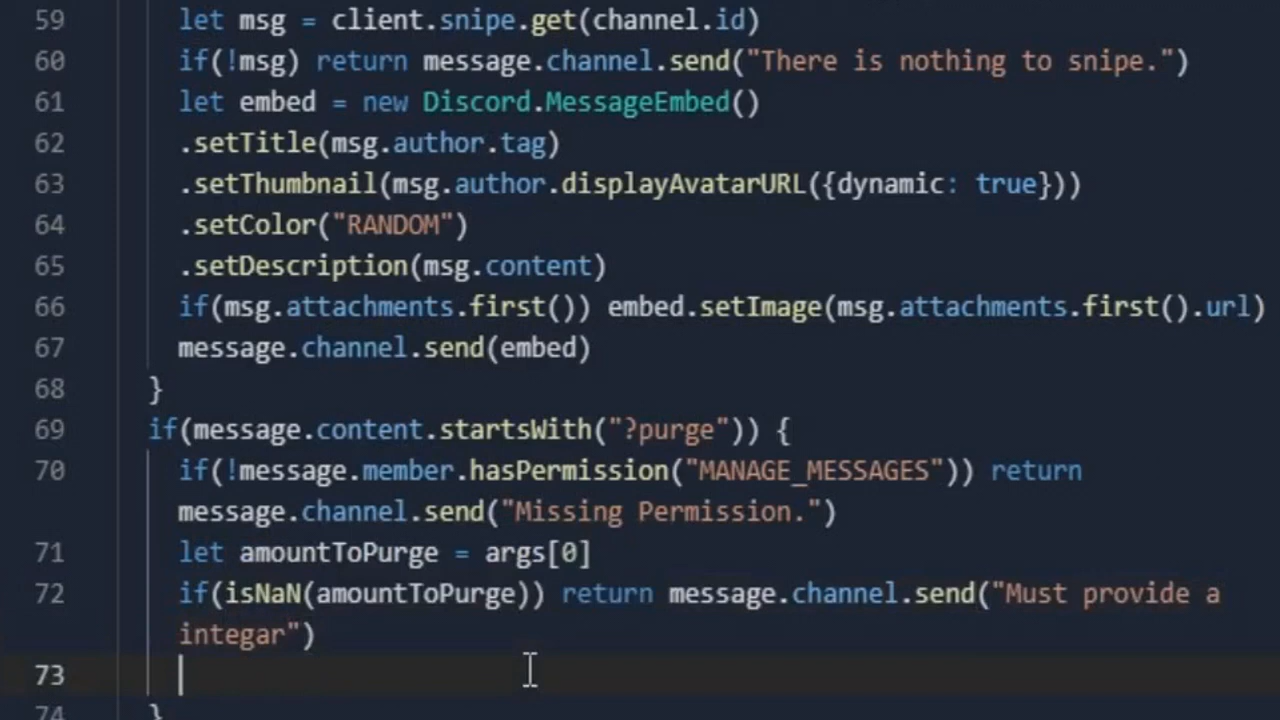 59 let msg = client.snipe.get(channel.id)
60 if(!msg) return message.channel.send("There is nothing to snipe.")
61 let embed = new Discord.MessageEmbed()
62 .setTitle(msg.author.tag)
63 .setThumbnail(msg.author.displayAvatarURL({dynamic: true}))
64 .setColor("RANDOM")
65 .setDescription(msg.content)
66 if(msg.attachments.first()) embed.setImage(msg.attachments.first().url)
67 message.channel.send(embed)
68 }
69 if(message.content.startsWith("?purge")) {
70 if(!message.member.hasPermission("MANAGE_MESSAGES")) return
message.channel.send("Missing Permission.")
71 let amountToPurge = args[0]
72 if(isNaN(amountToPurge)) return message.channel.send("Must provide a
integar")
73
74 }